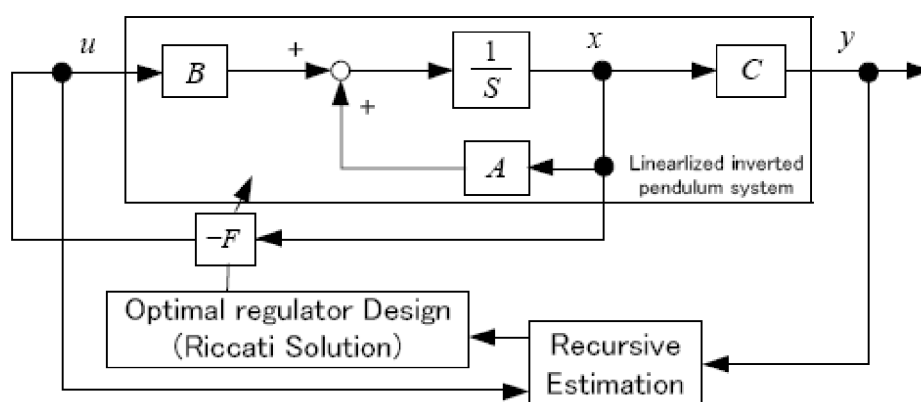 u
B
+
+
1
S
x
C
y
A
Linearlized inverted
pendulum system
−F
Optimal regulator Design
(Riccati Solution)
Recursive
Estimation